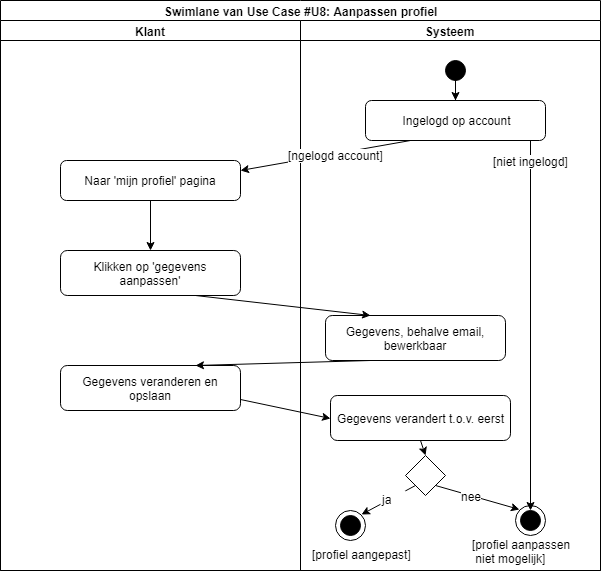 Swimlane van Use Case #U8: Aanpassen profiel
Klant
Systeem
Ingelogd op account
[ngelogd account]
[niet ingelogd]
Naar 'mijn profiel' pagina
Klikken op 'gegevens
aanpassen'
Gegevens, behalve email,
bewerkbaar
Gegevens veranderen en
opslaan
Gegevens verandert t.o.v. eerst
ja
nee
[profiel aangepast]
[profiel aanpassen
niet mogelijk]